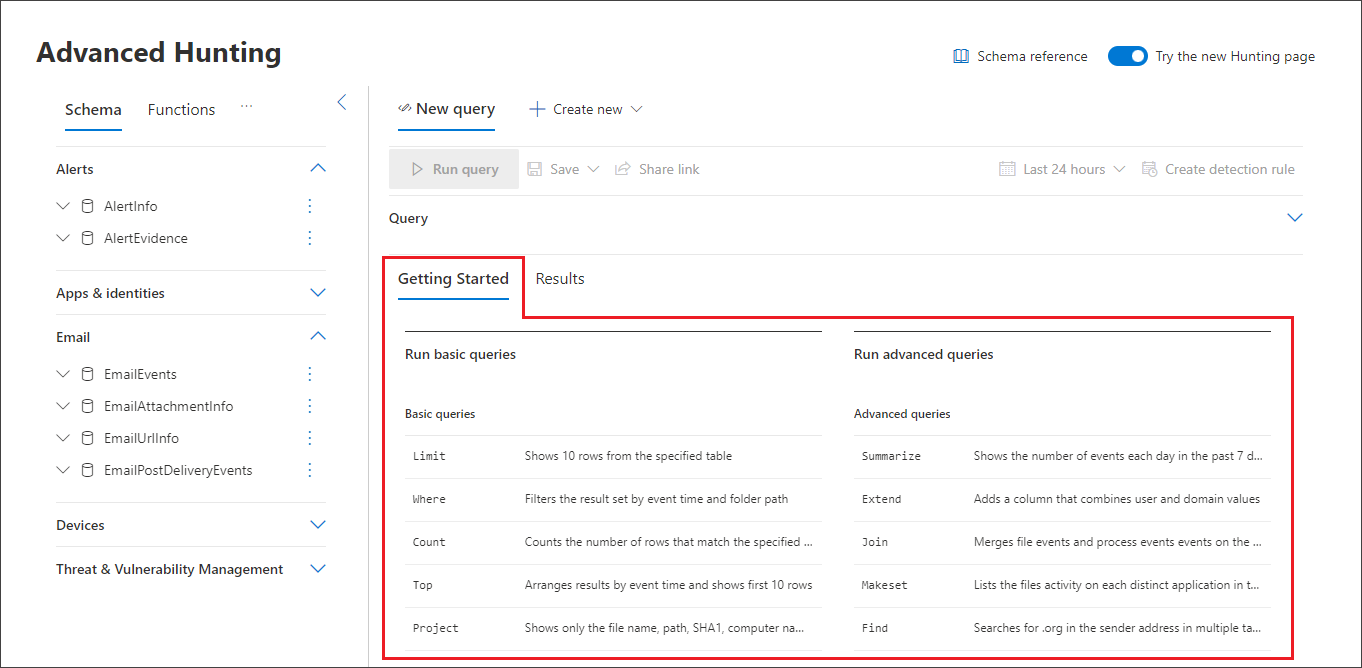 Advanced Hunting
Schema reference
Try the new Hunting page
Schema Functions ...
Alerts
AlertInfo
AlertEvidence
Apps & identities
Email
EmailEvents
EmailAttachmentInfo
EmailUrlInfo
EmailPostDeliveryEvents
Devices
Threat & Vulnerability Management
New query
Create new
Run query
Save
Share link
Last 24 hours
Create detection rule
Query
Getting Started
Results
Run basic queries
Basic queries
Limit Shows 10 rows from the specified table
Where Filters the result set by event time and folder path
Count Counts the number of rows that match the specified ...
Top Arranges results by event time and shows first 10 rows
Project Shows only the file name, path, SHA1, computer na...
Run advanced queries
Advanced queries
Summarize Shows the number of events each day in the past 7 d...
Extend Adds a column that combines user and domain values
Join Merges file events and process events events on the ...
Makeset Lists the files activity on each distinct application in t...
Find Searches for .org in the sender address in multiple ta...